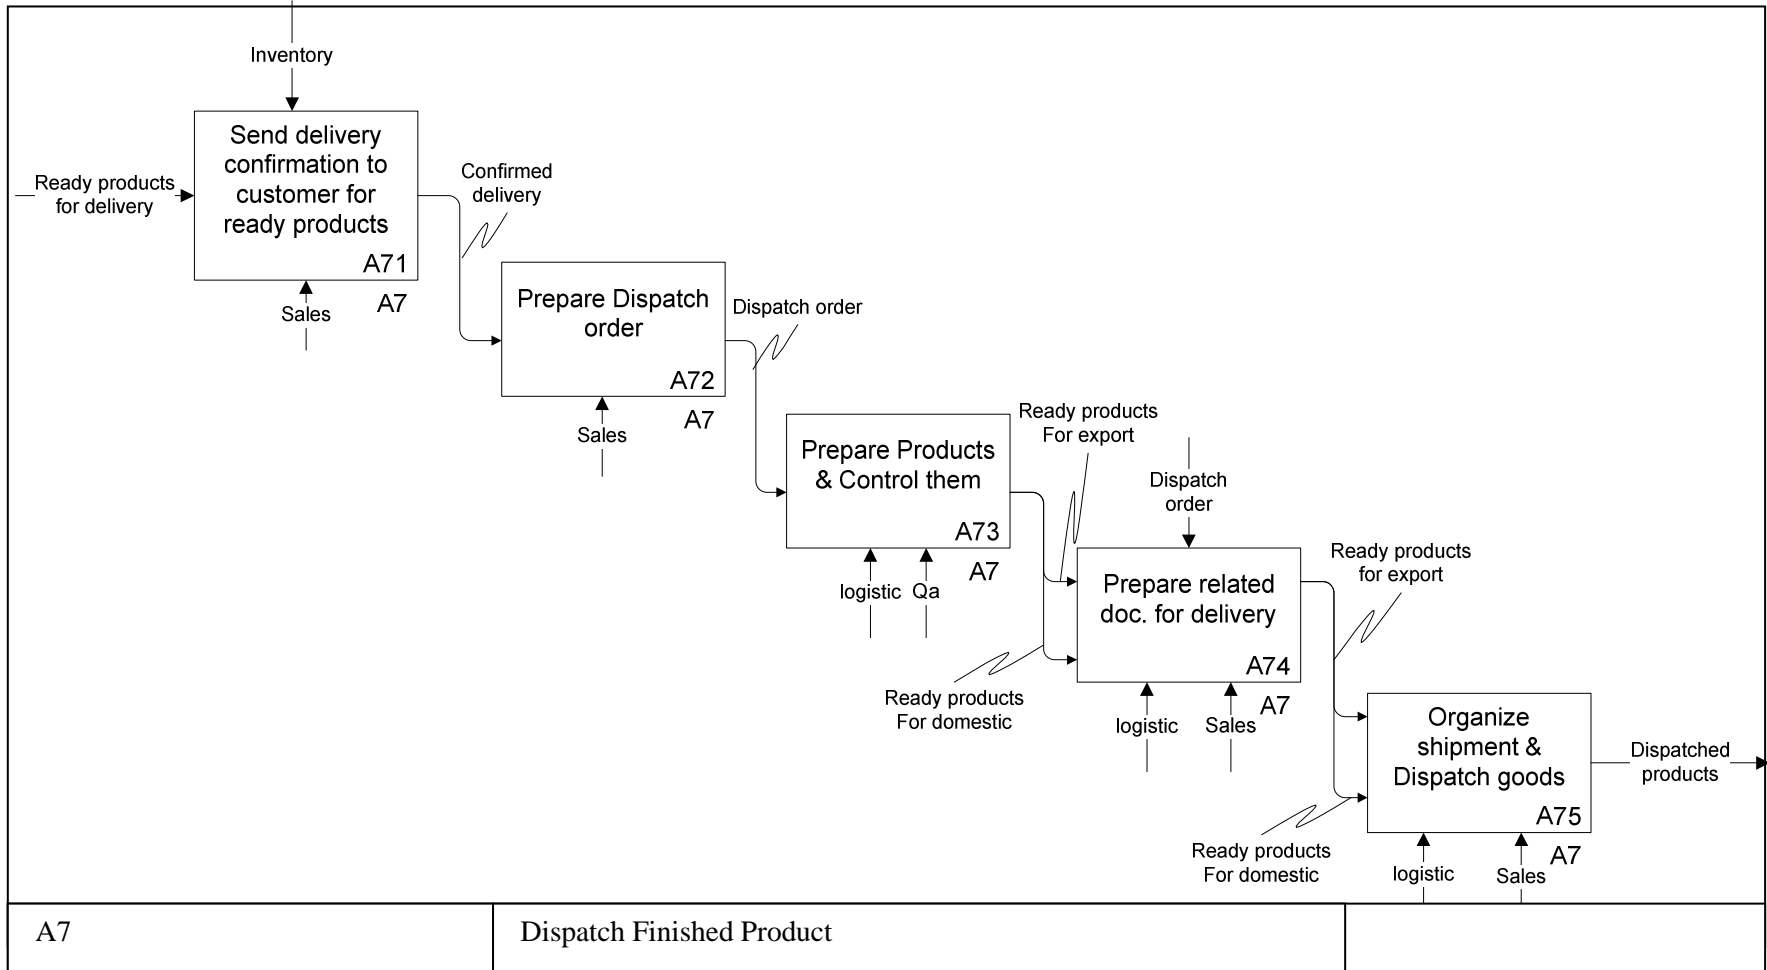 Inventory
Send delivery
confirmation to
customer for
ready products
A71
A7
Ready products
for delivery
Sales
Confirmed
delivery
Prepare Dispatch
order
A72
A7
Sales
Dispatch order
Prepare Products
& Control them
A73
A7
logistic
Qa
Ready products
For export
Ready products
For domestic
Dispatch
order
Prepare related
doc. for delivery
A74
A7
logistic
Sales
Ready products
for export
Ready products
For domestic
Organize
shipment &
Dispatch goods
A75
A7
logistic
Sales
Dispatched
products
A7
Dispatch Finished Product